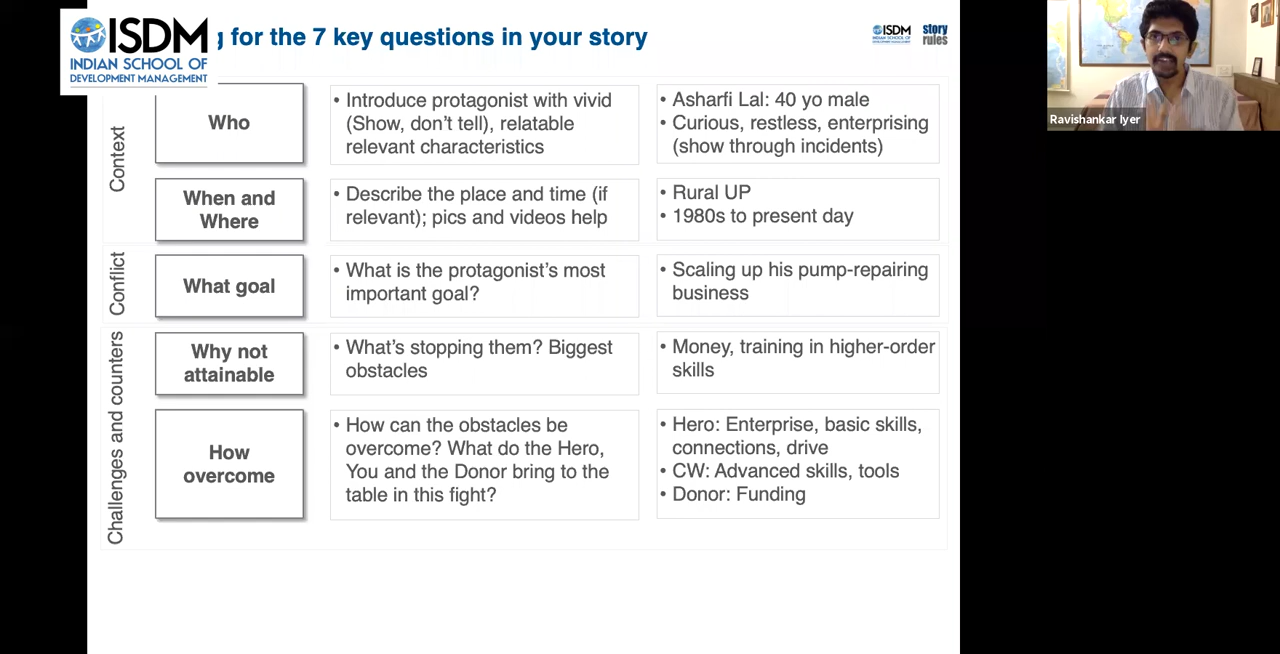 ISDM
INDIAN SCHOOL OF
DEVELOPMENT MANAGEMENT
g for the 7 key questions in your story
ISDM
story
rules
Context
Who
• Introduce protagonist with vivid
(Show, don't tell), relatable
relevant characteristics
• Asharfi Lal: 40 yo male
• Curious, restless, enterprising
(show through incidents)
When and
Where
• Describe the place and time (if
relevant); pics and videos help
• Rural UP
• 1980s to present day
Conflict
What goal
• What is the protagonist's most
important goal?
• Scaling up his pump-repairing
business
Challenges and counters
Why not
attainable
• What's stopping them? Biggest
obstacles
• Money, training in higher-order
skills
How
overcome
• How can the obstacles be
overcome? What do the Hero,
You and the Donor bring to the
table in this fight?
• Hero: Enterprise, basic skills,
connections, drive
• CW: Advanced skills, tools
• Donor: Funding
Ravishankar Iyer